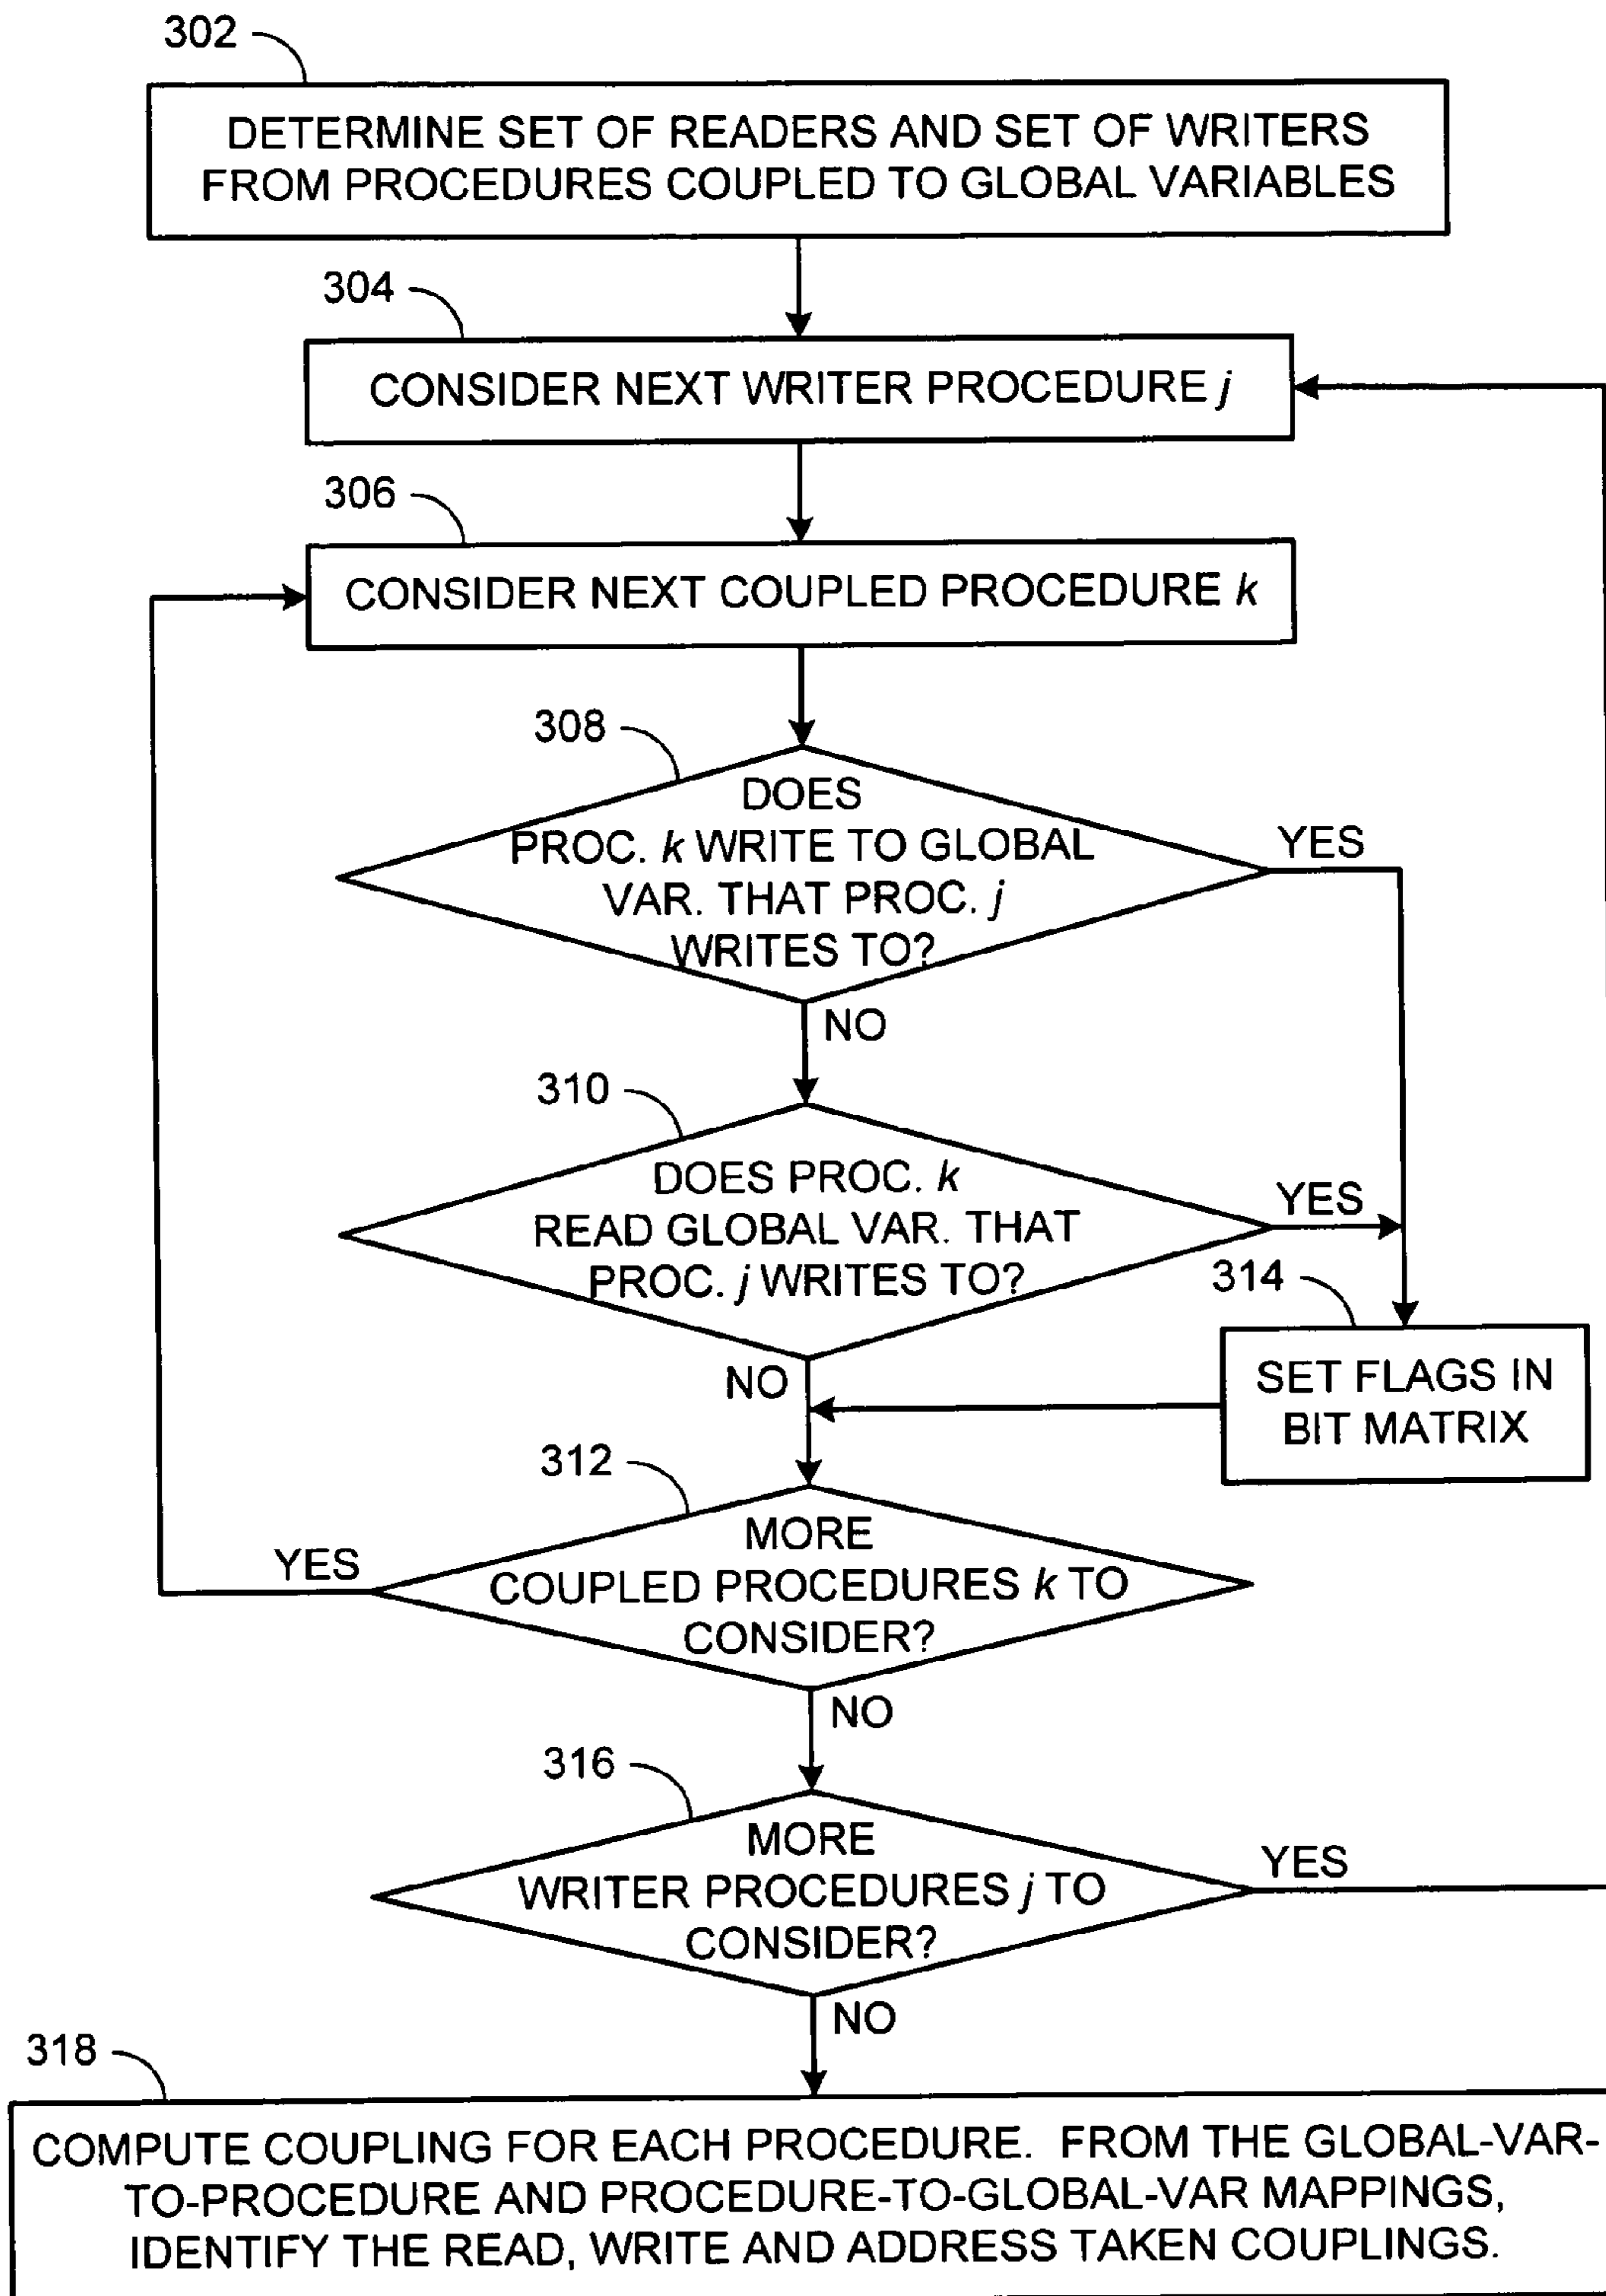 302
DETERMINE SET OF READERS AND SET OF WRITERS
FROM PROCEDURES COUPLED TO GLOBAL VARIABLES
304
CONSIDER NEXT WRITER PROCEDURE j
306
CONSIDER NEXT COUPLED PROCEDURE k
308
DOES
PROC. k WRITE TO GLOBAL
VAR. THAT PROC. j
WRITES TO?
YES
NO
310
DOES PROC. k
READ GLOBAL VAR. THAT
PROC. j WRITES TO?
YES
NO
314
SET FLAGS IN
BIT MATRIX
312
MORE
COUPLED PROCEDURES k TO
CONSIDER?
YES
NO
316
MORE
WRITER PROCEDURES j TO
CONSIDER?
YES
NO
318
COMPUTE COUPLING FOR EACH PROCEDURE. FROM THE GLOBAL-VAR-
TO-PROCEDURE AND PROCEDURE-TO-GLOBAL-VAR MAPPINGS,
IDENTIFY THE READ, WRITE AND ADDRESS TAKEN COUPLINGS.